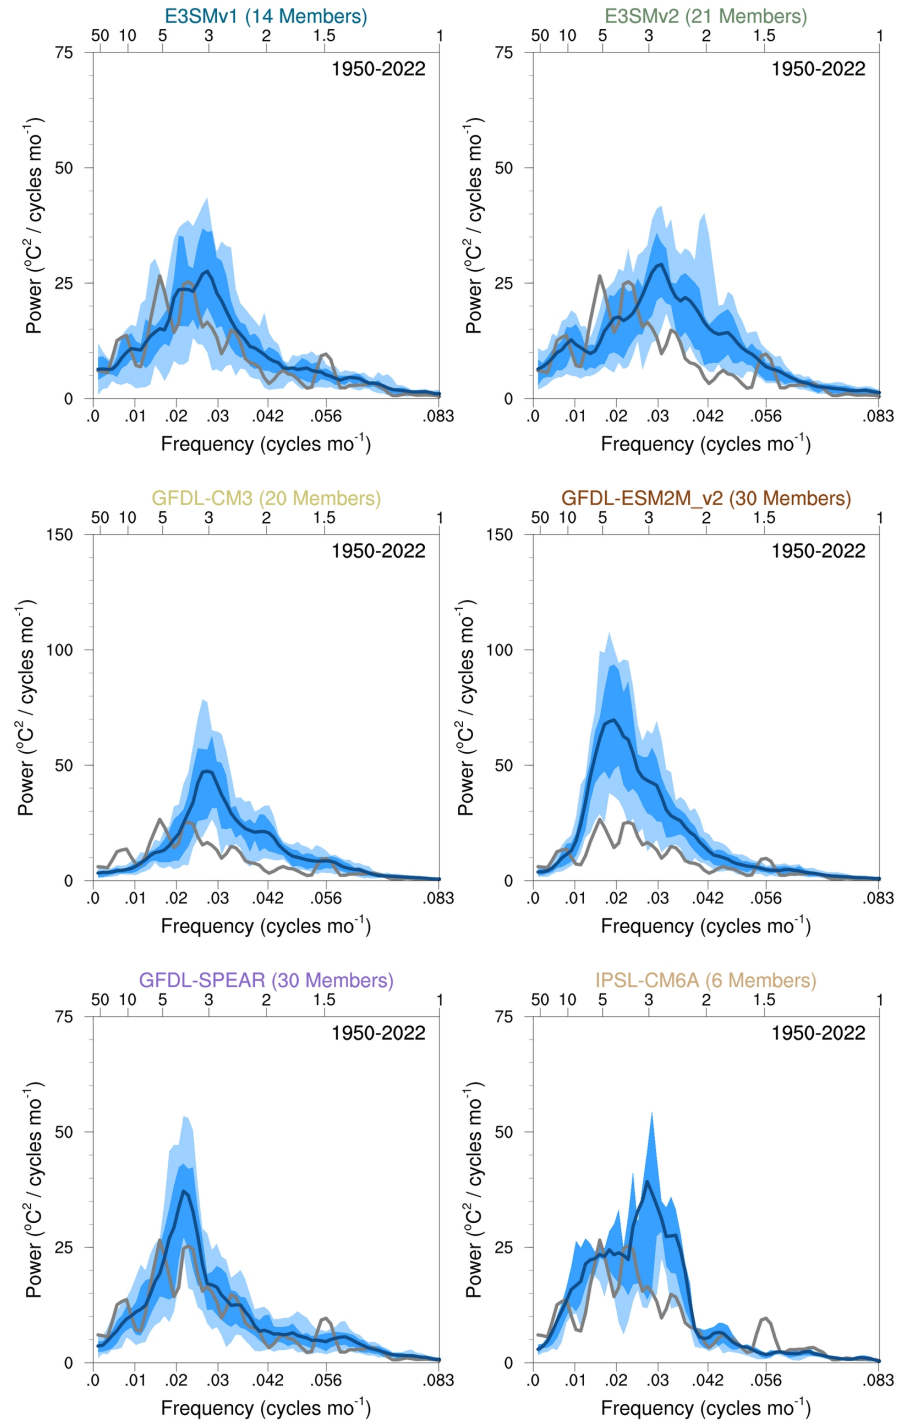 E3SMv1 (14 Members)
50 10 5 3 2 1.5 1
1950-2022
75
50
25
0
Power (°C² / cycles mo⁻¹)
.0 .01 .02 .03 .042 .056 .083
Frequency (cycles mo⁻¹)
E3SMv2 (21 Members)
50 10 5 3 2 1.5 1
1950-2022
75
50
25
0
Power (°C² / cycles mo⁻¹)
.0 .01 .02 .03 .042 .056 .083
Frequency (cycles mo⁻¹)
GFDL-CM3 (20 Members)
50 10 5 3 2 1.5 1
1950-2022
150
100
50
0
Power (°C² / cycles mo⁻¹)
.0 .01 .02 .03 .042 .056 .083
Frequency (cycles mo⁻¹)
GFDL-ESM2M_v2 (30 Members)
50 10 5 3 2 1.5 1
1950-2022
150
100
50
0
Power (°C² / cycles mo⁻¹)
.0 .01 .02 .03 .042 .056 .083
Frequency (cycles mo⁻¹)
GFDL-SPEAR (30 Members)
50 10 5 3 2 1.5 1
1950-2022
75
50
25
0
Power (°C² / cycles mo⁻¹)
.0 .01 .02 .03 .042 .056 .083
Frequency (cycles mo⁻¹)
IPSL-CM6A (6 Members)
50 10 5 3 2 1.5 1
1950-2022
75
50
25
0
Power (°C² / cycles mo⁻¹)
.0 .01 .02 .03 .042 .056 .083
Frequency (cycles mo⁻¹)